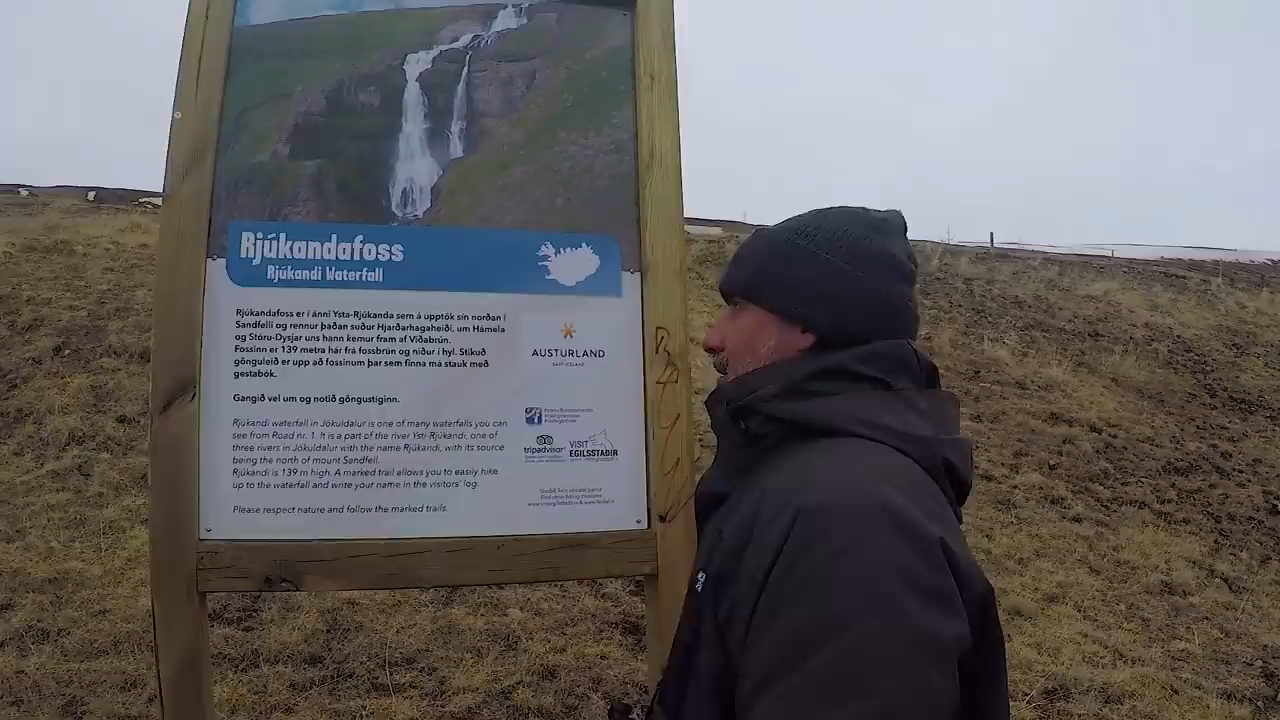 Rjúkandafoss
Rjúkandi Waterfall
Rjúkandafoss er í ánni Ysta-Rjúkanda sem á upptök sín norðan í
Sandfelli og rennur þaðan suður Hjarðarhagaheiði, um Hámela
og Stóru-Dysjar uns hann kemur fram af Víðabrún.
Fossinn er 139 metra hár frá fossbrún og niður í hyl. Stikuð
gönguleið er upp að fossinum þar sem finna má stauk með
gestabók.
Gangið vel um og notið göngustíginn.
Rjúkandi waterfall in Jökuldalur is one of many waterfalls you can
see from Road nr. 1. It is a part of the river Ysti-Rjúkandi, one of
three rivers in Jökuldalur with the name Rjúkandi, with its source
being the north of mount Sandfell.
Rjúkandi is 139 m high. A marked trail allows you to easily hike
up to the waterfall and write your name in the visitors' log.
Please respect nature and follow the marked trails.
AUSTURLAND
EAST ICELAND
tripadvisor
VISIT
EGILSSTAÐIR